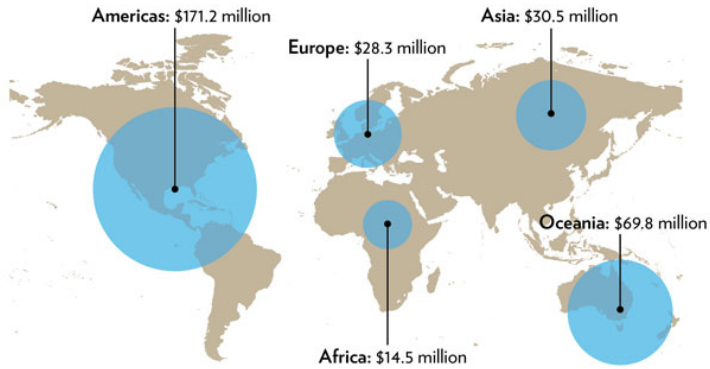 Americas: $171.2 million
Asia: $30.5 million
Europe: $28.3 million
Oceania: $69.8 million
Africa: $14.5 million